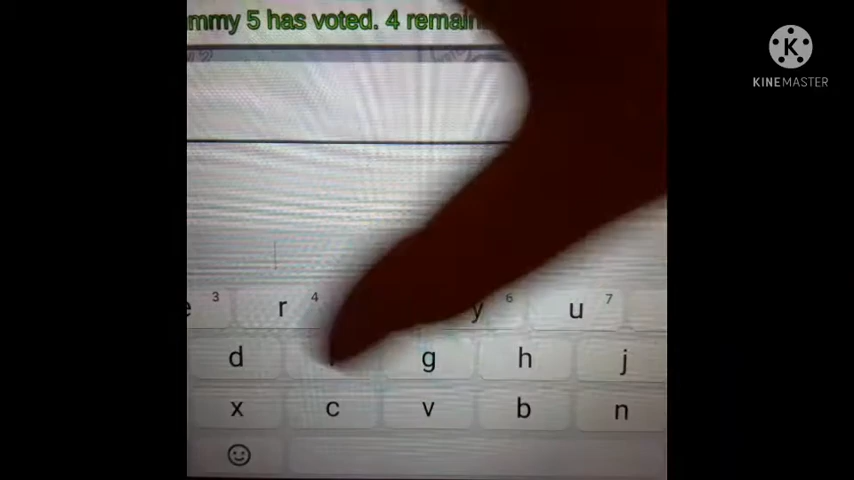 mmy 5 has voted. 4 remain
K
KINEMASTER
3
4
6
7
e r y u
d g h j
x c v b n